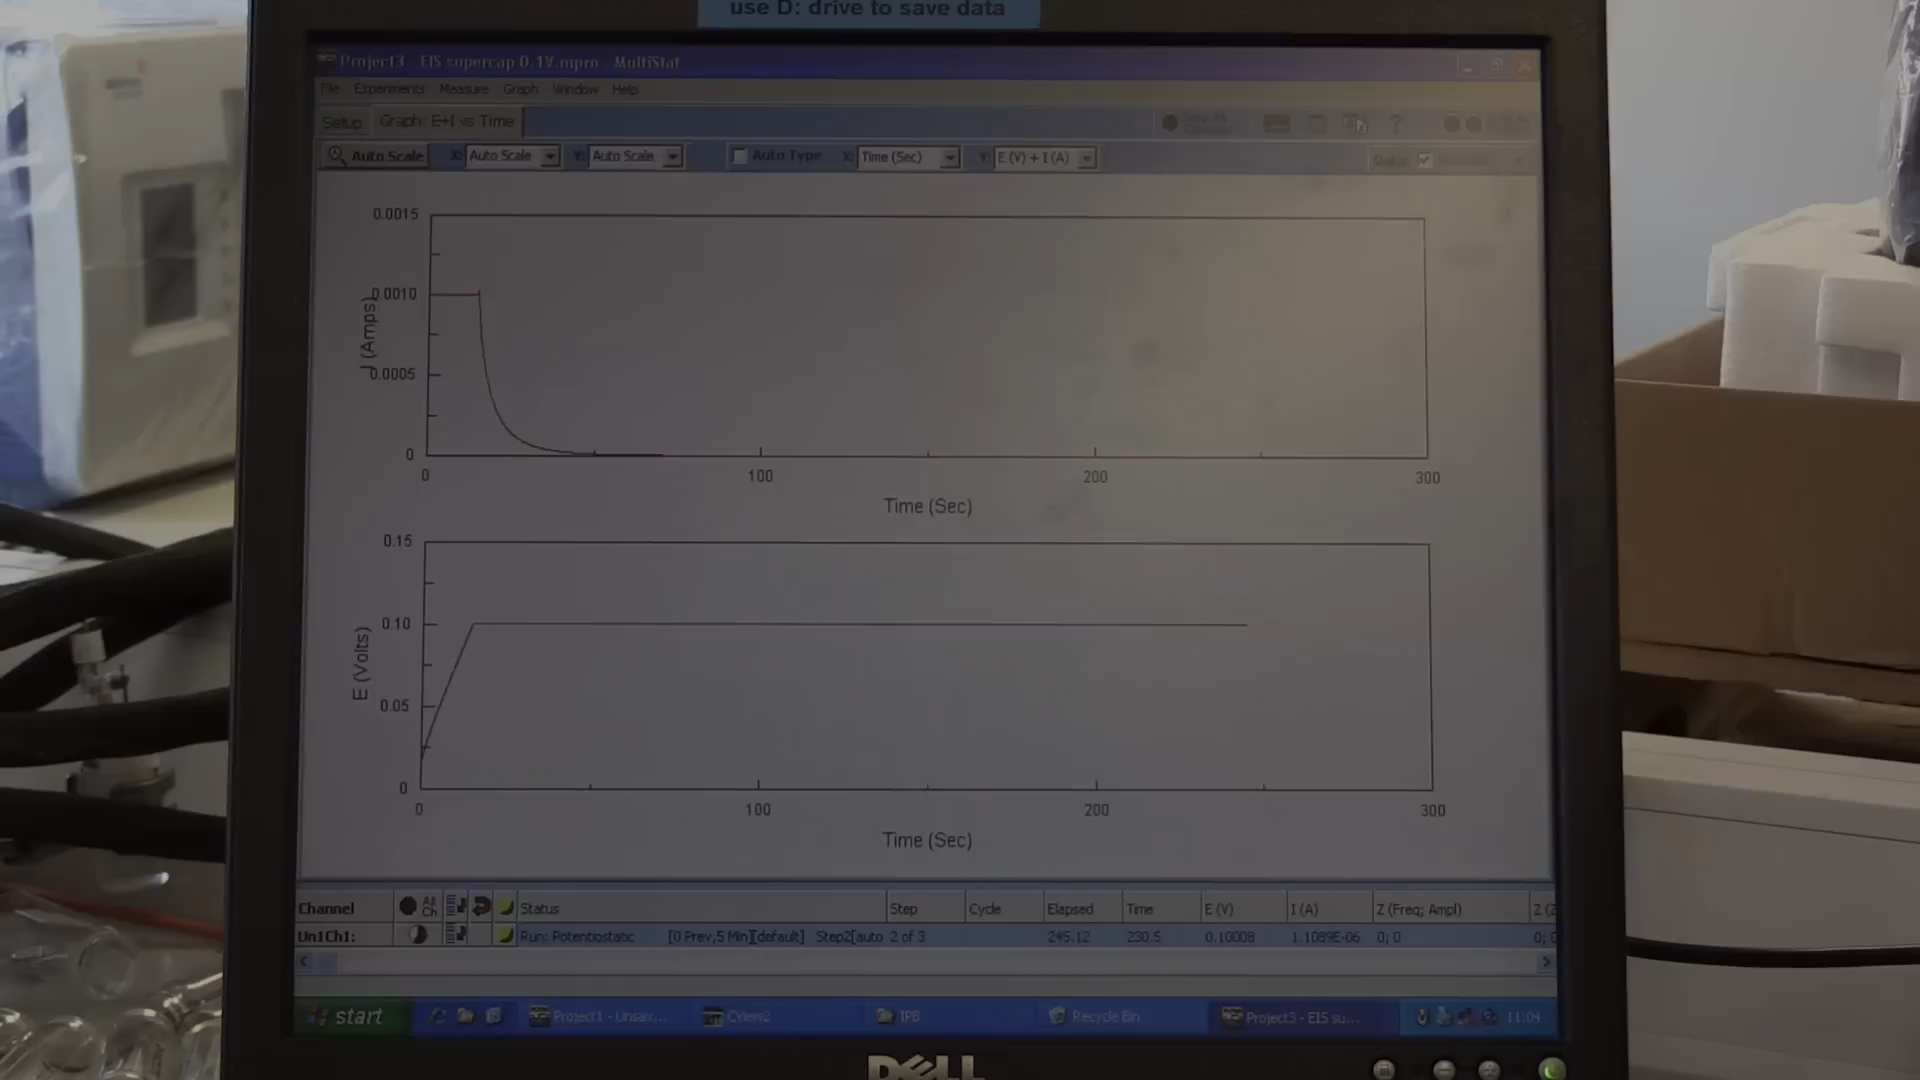 use D: drive to save data
Project3 - EIS supercap 0.1V.mpro - MultiStat
File Experiments Measure Graph Window Help
Setup Graph: E+I vs Time
Auto Scale X: Auto Scale Y: Auto Scale Auto Type X: Time (Sec) Y: E (V) + I (A)
0.0015
0.0010
0.0005
0
I (Amps)
0 100 200 300
Time (Sec)
0.15
0.10
0.05
0
E (Volts)
0 100 200 300
Time (Sec)
Channel All Ch Status Step Cycle Elapsed Time E (V) I (A) Z (Freq; Ampl)
Un1Ch1: Run: Potentiostatic [0 Prev,5 Min][default] Step2[auto 2 of 3 245.12 230.5 0.10008 1.1089E-06 0; 0
start Project1 - Unsav... CView2 IPB Recycle Bin Project3 - EIS su... 11:04
DELL